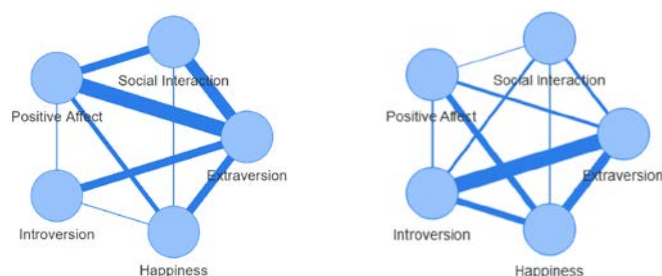 Social Interaction
Positive Affect
Extraversion
Introversion
Happiness
Social Interaction
Positive Affect
Extraversion
Introversion
Happiness